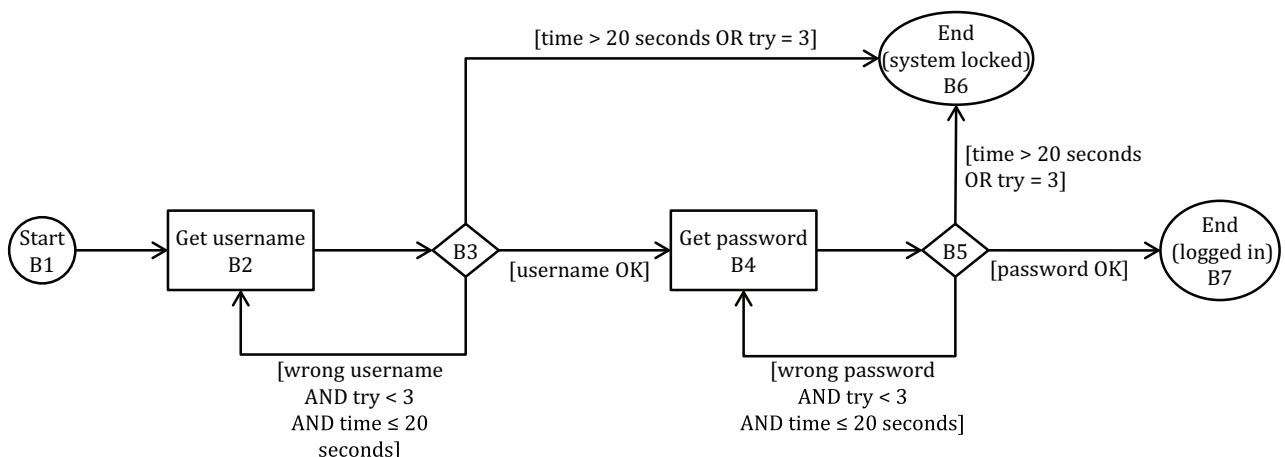 [time > 20 seconds OR try = 3]
End
(system locked)
B6
[time > 20 seconds
OR try = 3]
Start
B1
Get username
B2
B3
[username OK]
Get password
B4
B5
[password OK]
End
(logged in)
B7
[wrong username
AND try < 3
AND time ≤ 20
seconds]
[wrong password
AND try < 3
AND time ≤ 20 seconds]